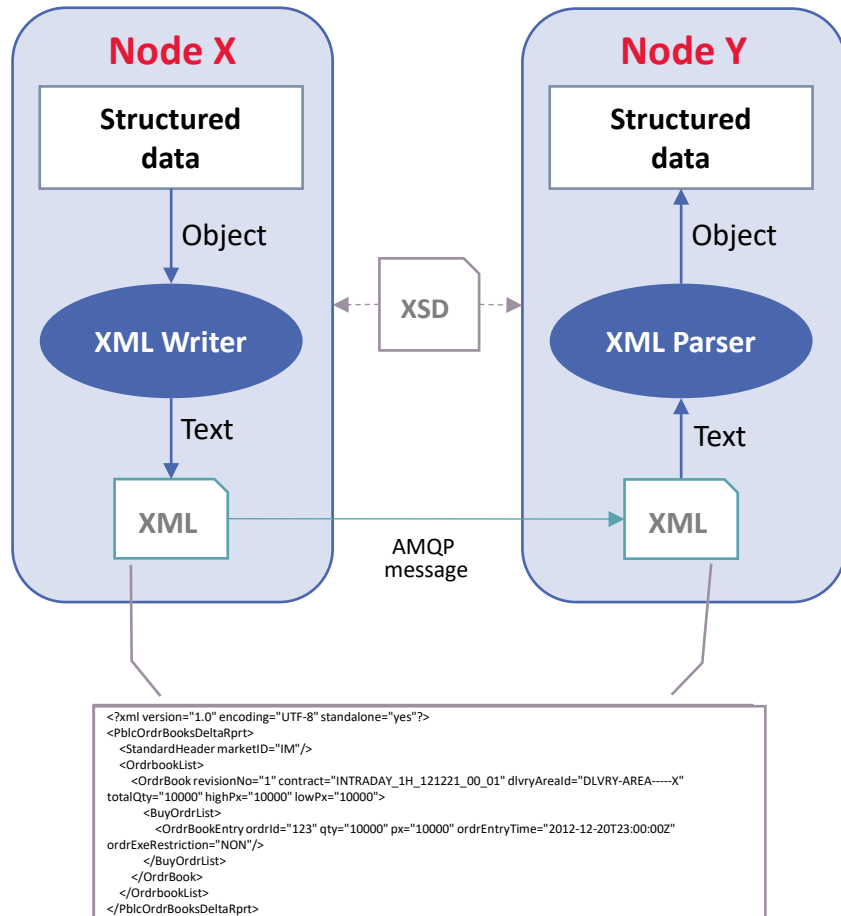 Node X
Structured
data
Object
XML Writer
Text
XML
Node Y
Structured
data
Object
XML Parser
Text
XML
XSD
AMQP
message
<?xml version="1.0" encoding="UTF-8" standalone="yes"?>
<PblcOrdrBooksDeltaRprt>
<StandardHeader marketID="IM"/>
<OrdrbookList>
<OrdrBook revisionNo="1" contract="INTRADAY_1H_121221_00_01" dlvryAreaId="DLVRY-AREA-----X"
totalQty="10000" highPx="10000" lowPx="10000">
<BuyOrdrList>
<OrdrBookEntry ordrId="123" qty="10000" px="10000" ordrEntryTime="2012-12-20T23:00:00Z"
ordrExeRestriction="NON"/>
</BuyOrdrList>
</OrdrBook>
</OrdrbookList>
</PblcOrdrBooksDeltaRprt>